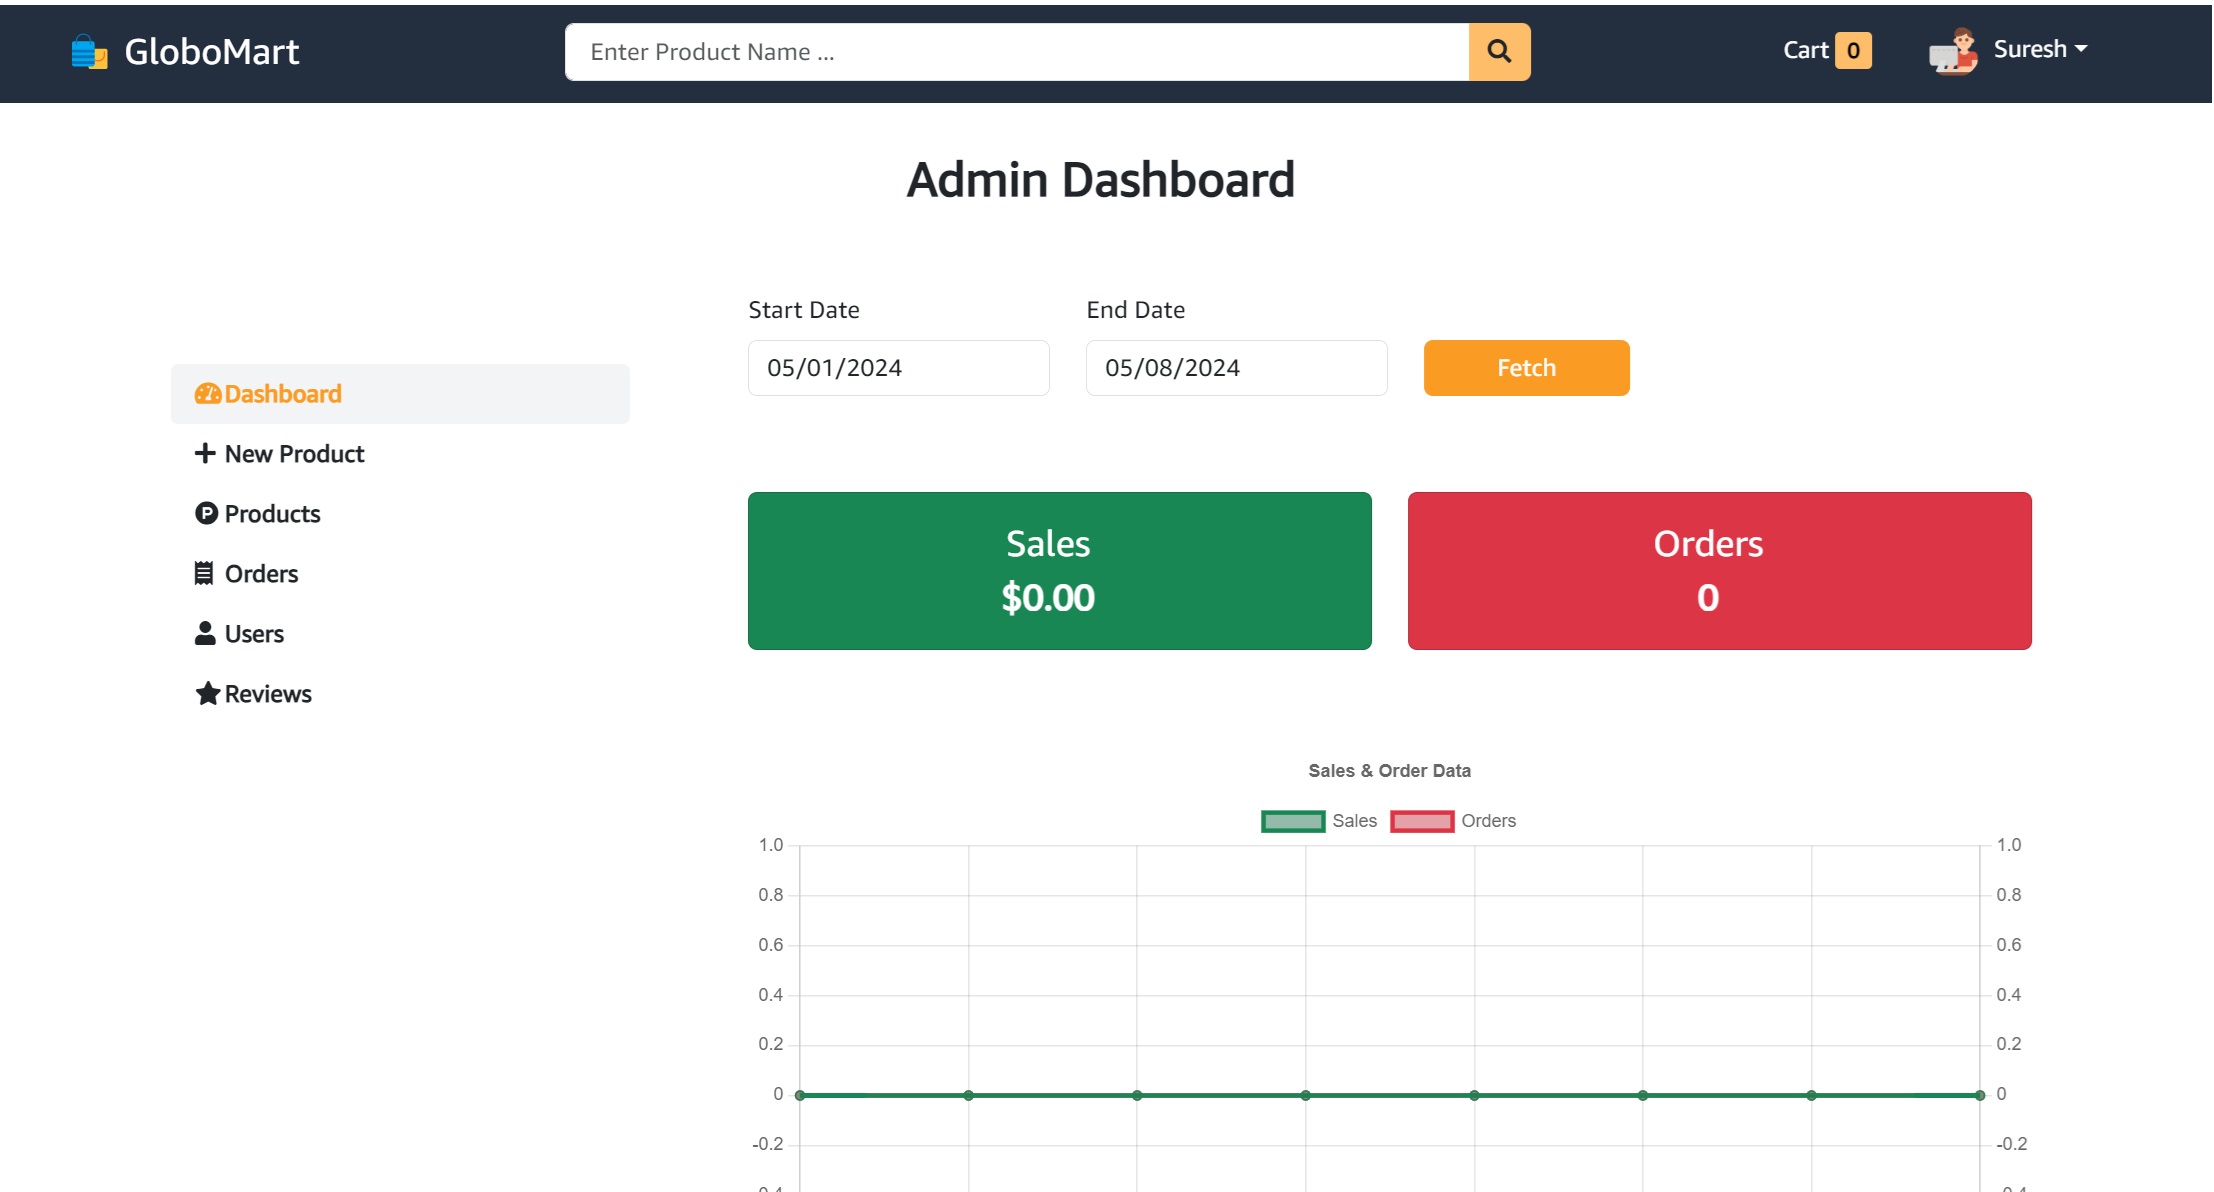 GloboMart
Enter Product Name ...
Cart 0
Suresh
Admin Dashboard
Start Date
End Date
05/01/2024
05/08/2024
Fetch
Dashboard
New Product
Products
Orders
Users
Reviews
Sales
$0.00
Orders
0
Sales & Order Data
Sales
Orders
1.0
0.8
0.6
0.4
0.2
0
-0.2
1.0
0.8
0.6
0.4
0.2
0
-0.2